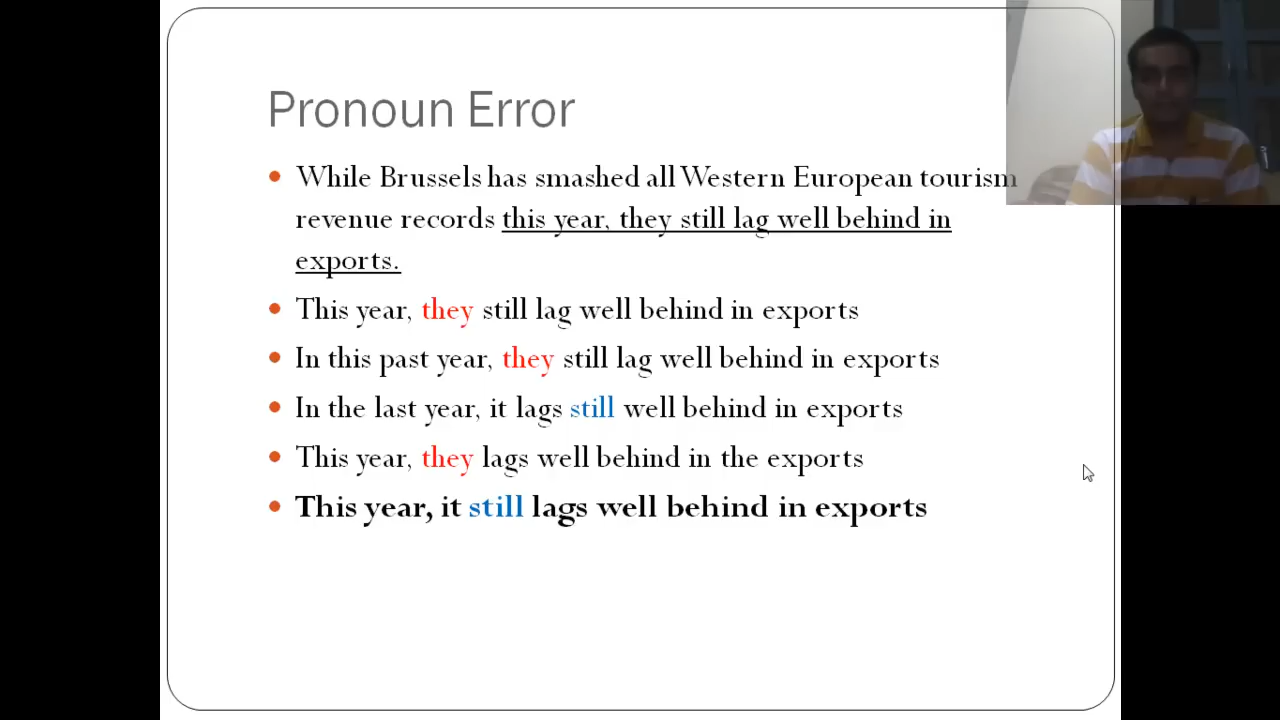 Pronoun Error
While Brussels has smashed all Western European tourism
revenue records this year, they still lag well behind in
exports.
This year, they still lag well behind in exports
In this past year, they still lag well behind in exports
In the last year, it lags still well behind in exports
This year, they lags well behind in the exports
This year, it still lags well behind in exports